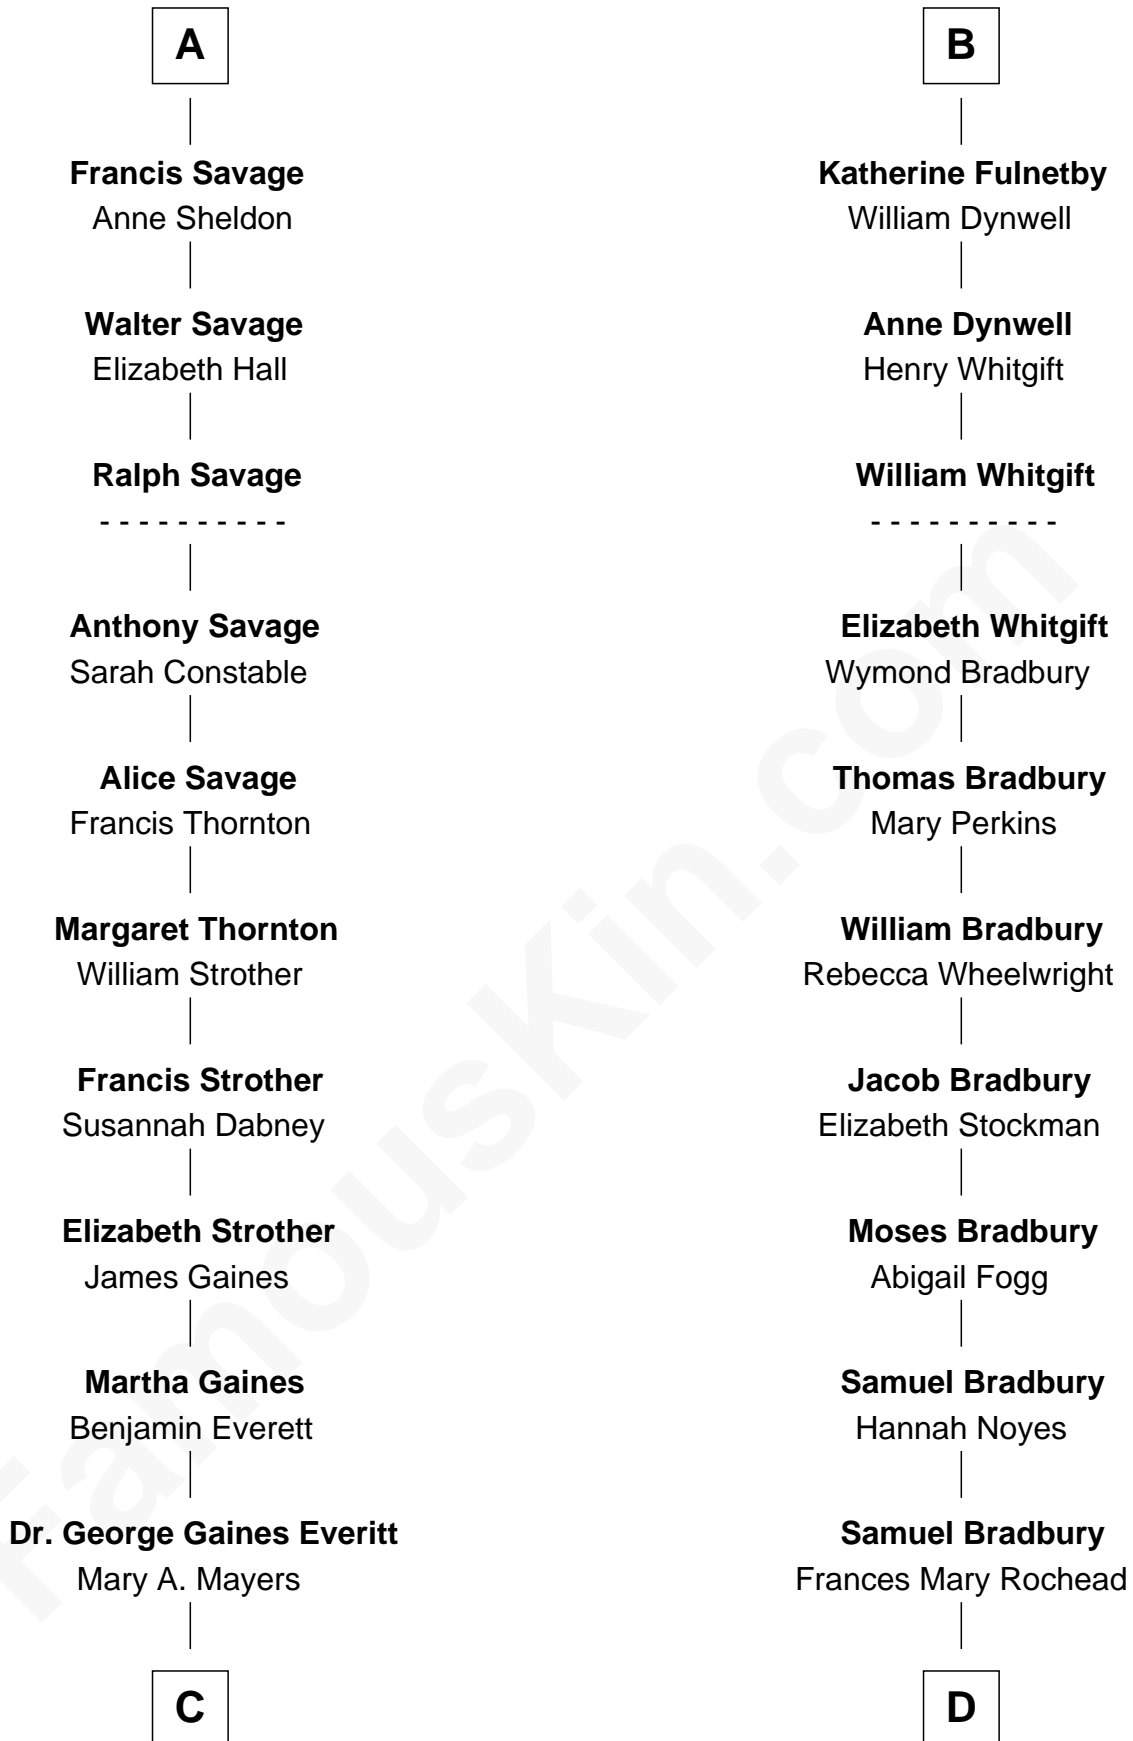 A
Francis Savage
Anne Sheldon
Walter Savage
Elizabeth Hall
Ralph Savage
- - - - - - - - - -
Anthony Savage
Sarah Constable
Alice Savage
Francis Thornton
Margaret Thornton
William Strother
Francis Strother
Susannah Dabney
Elizabeth Strother
James Gaines
Martha Gaines
Benjamin Everett
Dr. George Gaines Everitt
Mary A. Mayers
C
B
Katherine Fulnetby
William Dynwell
Anne Dynwell
Henry Whitgift
William Whitgift
- - - - - - - - - -
Elizabeth Whitgift
Wymond Bradbury
Thomas Bradbury
Mary Perkins
William Bradbury
Rebecca Wheelwright
Jacob Bradbury
Elizabeth Stockman
Moses Bradbury
Abigail Fogg
Samuel Bradbury
Hannah Noyes
Samuel Bradbury
Frances Mary Rochead
D
FamousKin.com